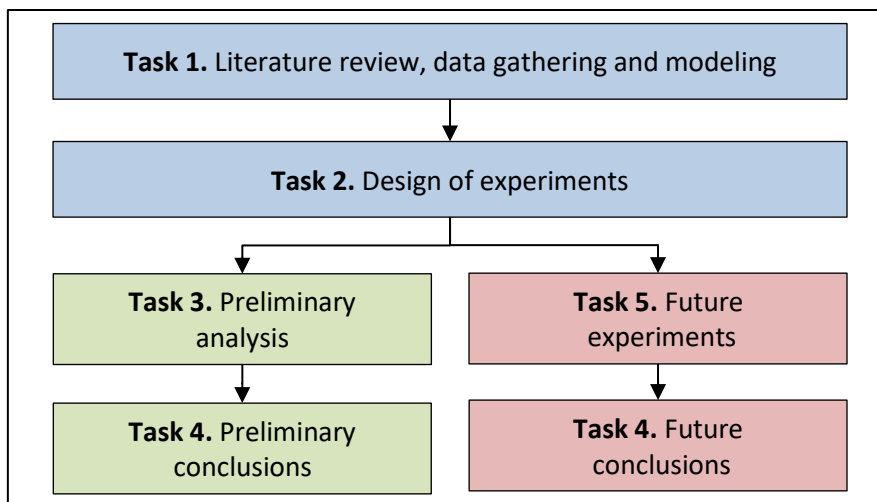 Task 1. Literature review, data gathering and modeling
Task 2. Design of experiments
Task 3. Preliminary
analysis
Task 5. Future
experiments
Task 4. Preliminary
conclusions
Task 4. Future
conclusions